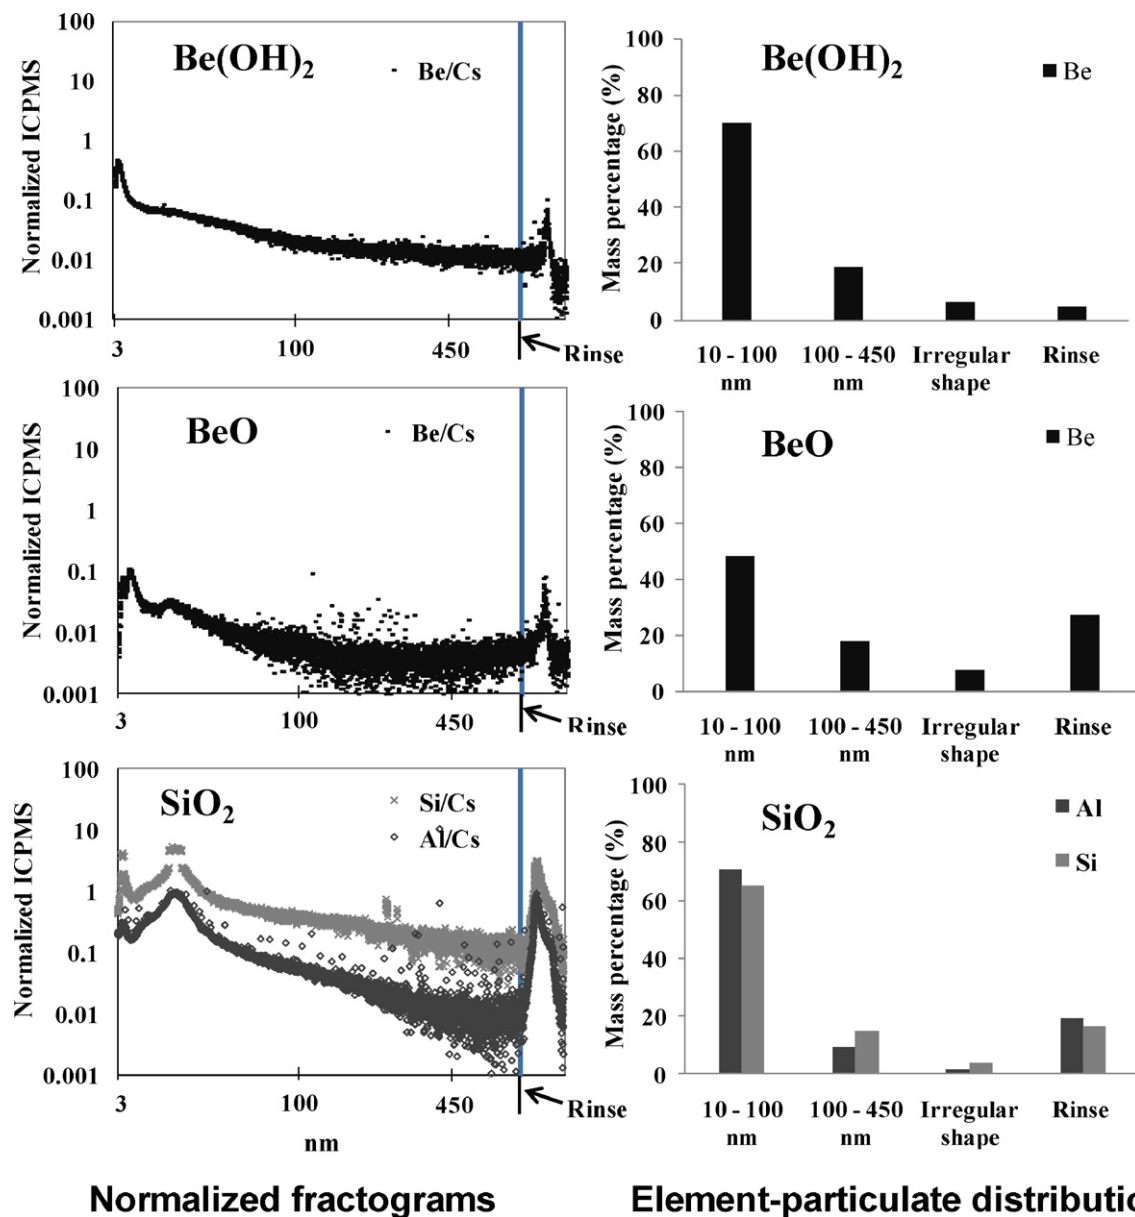 Be(OH)2
Be/Cs
Normalized ICPMS
100
10
1
0.1
0.01
0.001
3
100
450
Rinse
Be(OH)2
Be
Mass percentage (%)
100
80
60
40
20
0
10 - 100
nm
100 - 450
nm
Irregular
shape
Rinse
BeO
Be/Cs
Normalized ICPMS
100
10
1
0.1
0.01
0.001
3
100
450
Rinse
BeO
Be
Mass percentage (%)
100
80
60
40
20
0
10 - 100
nm
100 - 450
nm
Irregular
shape
Rinse
SiO2
Si/Cs
Al/Cs
Normalized ICPMS
100
10
1
0.1
0.01
0.001
3
100
450
Rinse
nm
SiO2
Al
Si
Mass percentage (%)
100
80
60
40
20
0
10 - 100
nm
100 - 450
nm
Irregular
shape
Rinse
Normalized fractograms
Element-particulate distributio